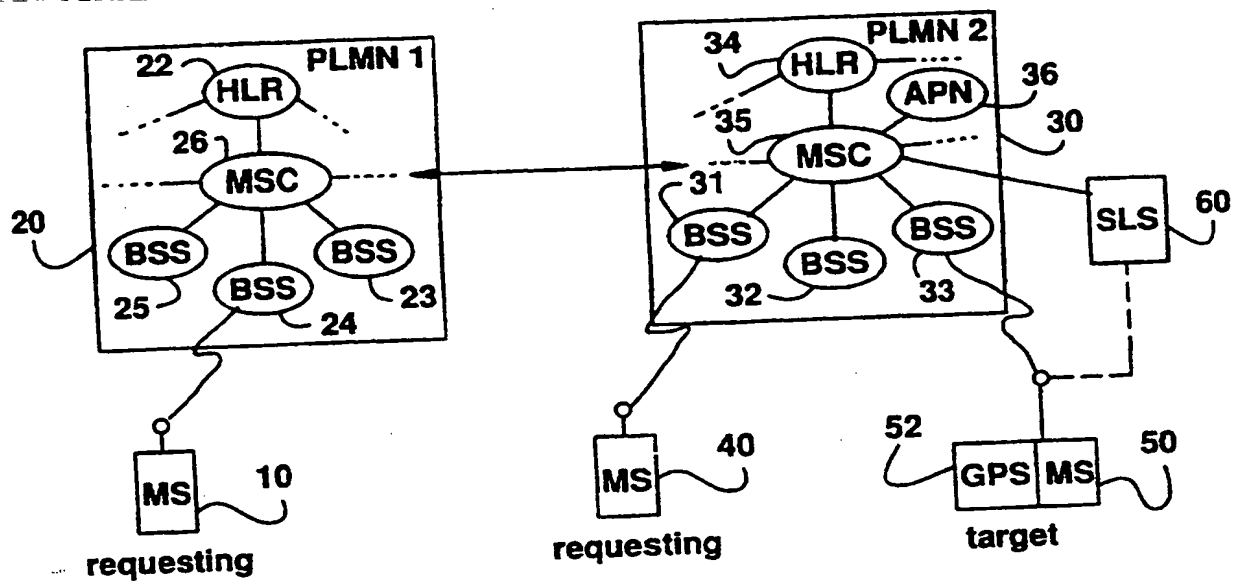 PLMN 1
22
HLR
26
MSC
20
BSS
BSS
BSS
25
24
23
MS
10
requesting
PLMN 2
34
HLR
APN
36
35
30
MSC
31
BSS
BSS
BSS
32
33
SLS
60
MS
40
requesting
52
GPS
MS
50
target